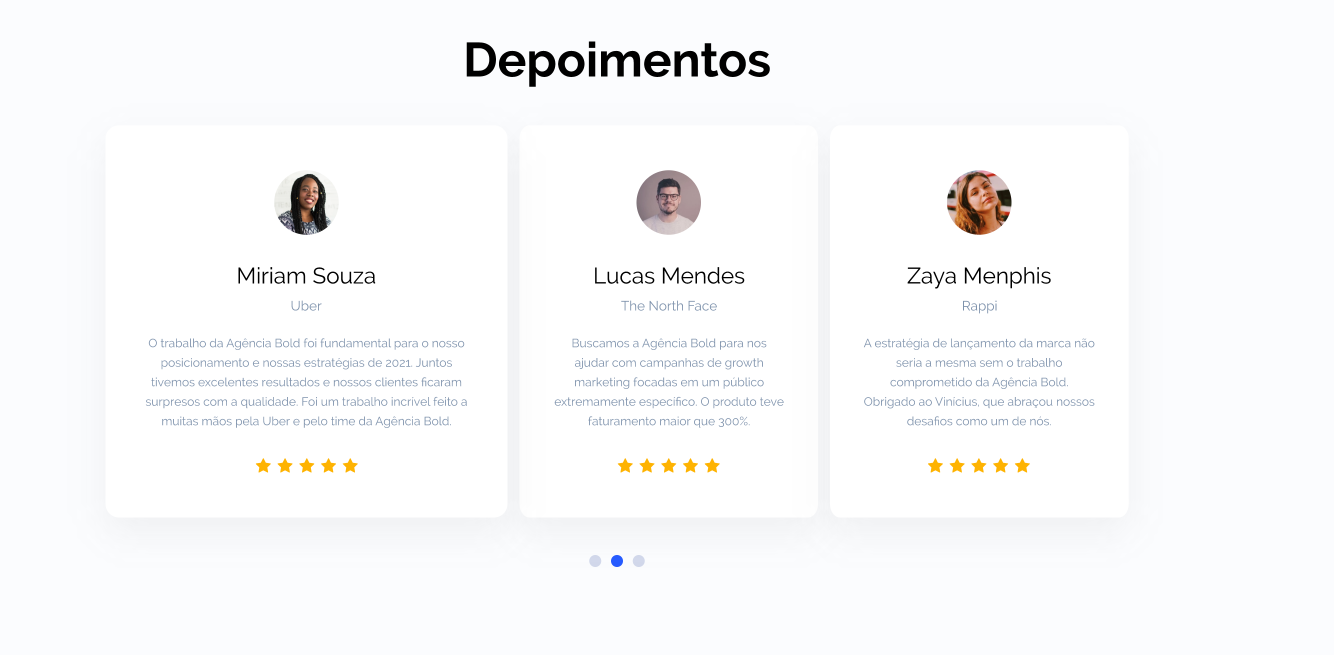 Depoimentos
Miriam Souza
Uber
O trabalho da Agência Bold foi fundamental para o nosso
posicionamento e nossas estratégias de 2021. Juntos
tivemos excelentes resultados e nossos clientes ficaram
surpresos com a qualidade. Foi um trabalho incrível feito a
muitas mãos pela Uber e pelo time da Agência Bold.
Lucas Mendes
The North Face
Buscamos a Agência Bold para nos
ajudar com campanhas de growth
marketing focadas em um público
extremamente específico. O produto teve
faturamento maior que 300%.
Zaya Menphis
Rappi
A estratégia de lançamento da marca não
seria a mesma sem o trabalho
comprometido da Agência Bold.
Obrigado ao Vinícius, que abraçou nossos
desafios como um de nós.